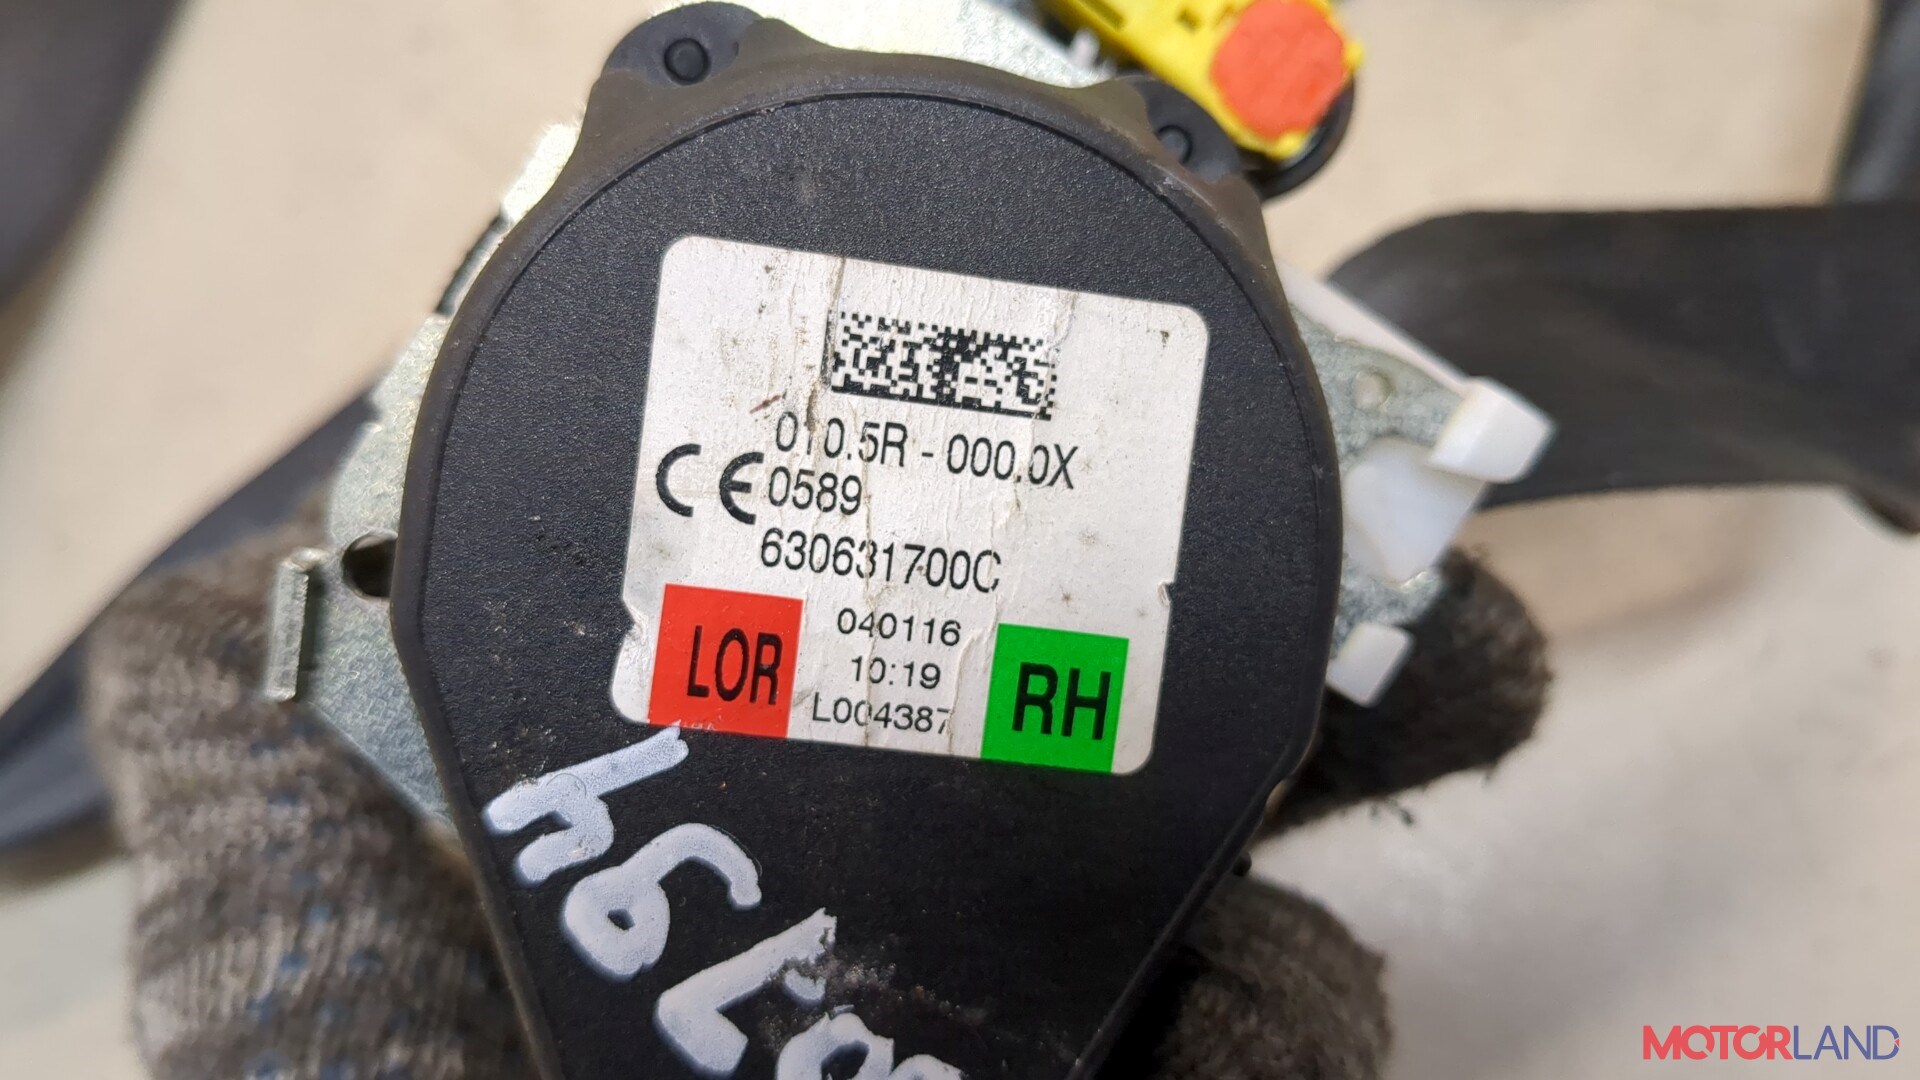 010.5R - 000.0X
CE 0589
630631700C
LOR
040116
10:19
L004387
RH
MOTORLAND